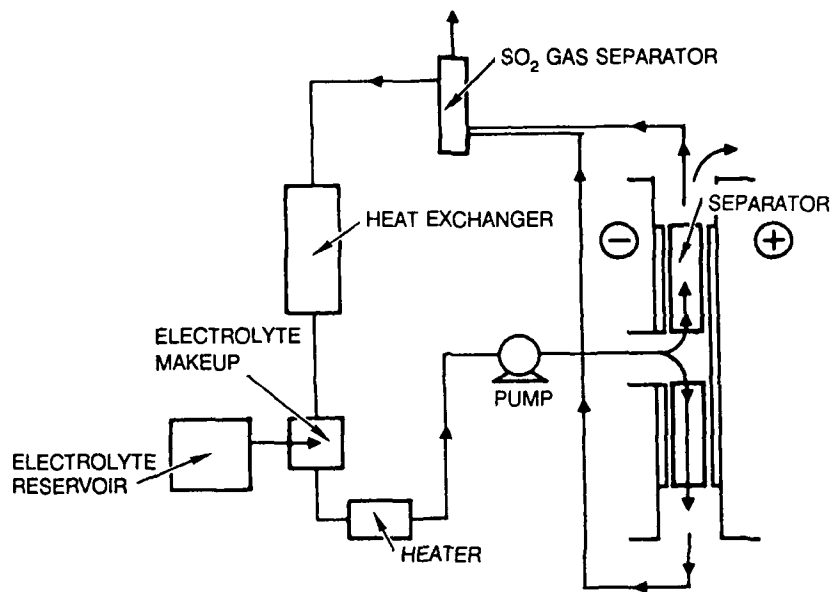 SO₂ GAS SEPARATOR
SEPARATOR
HEAT EXCHANGER
− +
ELECTROLYTE
MAKEUP
PUMP
ELECTROLYTE
RESERVOIR
HEATER